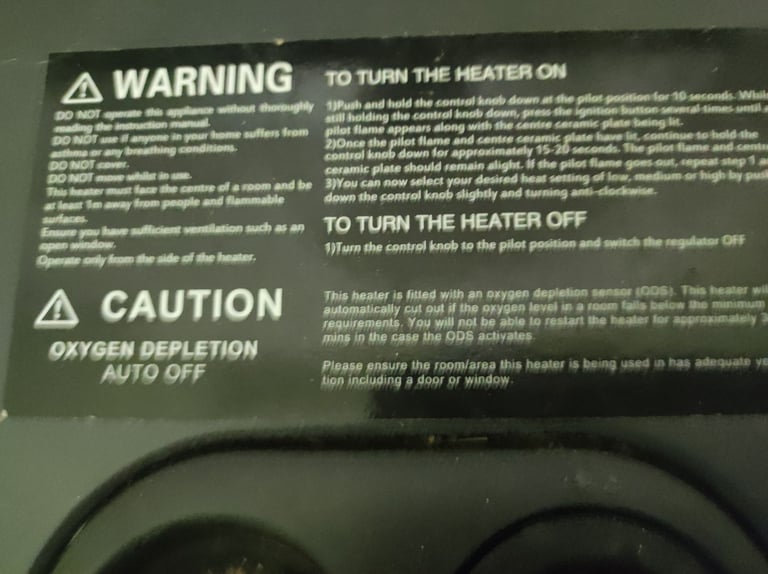 WARNING
DO NOT operate this appliance without thoroughly
reading the instruction manual.
DO NOT use if anyone in your home suffers from
asthma or any breathing conditions.
DO NOT cover.
DO NOT move whilst in use.
This heater must face the centre of a room and be
at least 1m away from people and flammable
surfaces.
Ensure you have sufficient ventilation such as an
open window.
Operate only from the side of the heater.
CAUTION
OXYGEN DEPLETION
AUTO OFF
TO TURN THE HEATER ON
1)Push and hold the control knob down at the pilot position for 10 seconds. Whil
still holding the control knob down, press the ignition button several times until a
pilot flame appears along with the centre ceramic plate being lit.
2)Once the pilot flame and centre ceramic plate have lit, continue to hold the
control knob down for approximately 15-20 seconds. The pilot flame and cent
ceramic plate should remain alight. If the pilot flame goes out, repeat step 1 a
3)You can now select your desired heat setting of low, medium or high by pus
down the control knob slightly and turning anti-clockwise.
TO TURN THE HEATER OFF
1)Turn the control knob to the pilot position and switch the regulator OFF
This heater is fitted with an oxygen depletion sensor (ODS). This heater wil
automatically cut out if the oxygen level in a room falls below the minimum
requirements. You will not be able to restart the heater for approximately 3
mins in the case the ODS activates.
Please ensure the room/area this heater is being used in has adequate ve
tion including a door or window.